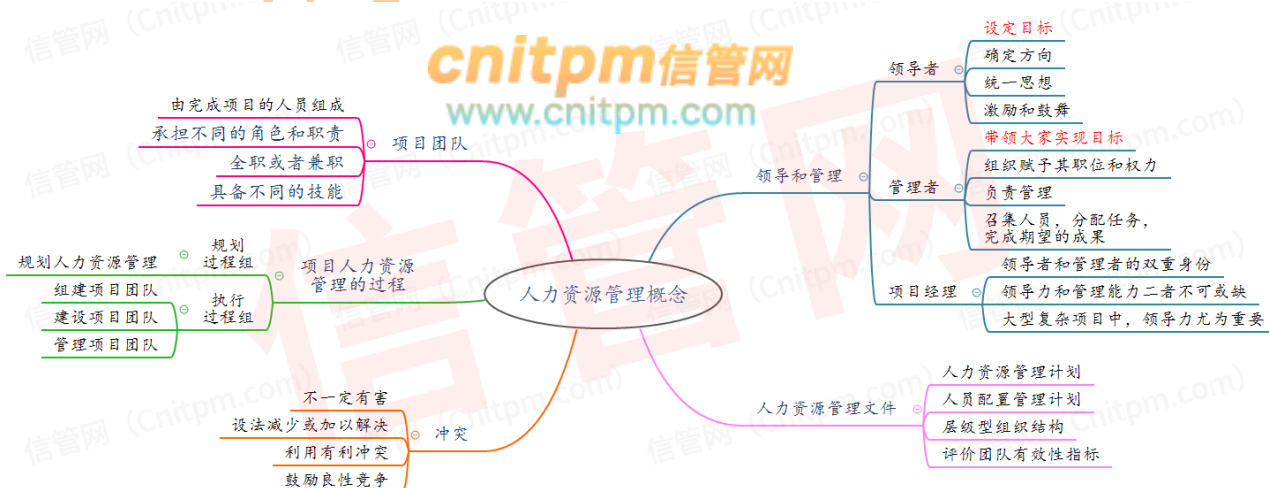 cnitpm信管网
www.cnitpm.com
人力资源管理概念
项目团队
由完成项目的人员组成
承担不同的角色和职责
全职或者兼职
具备不同的技能
项目人力资源
管理的过程
规划
过程组
规划人力资源管理
执行
过程组
组建项目团队
建设项目团队
管理项目团队
冲突
不一定有害
设法减少或加以解决
利用有利冲突
鼓励良性竞争
领导和管理
领导者
设定目标
确定方向
统一思想
激励和鼓舞
管理者
带领大家实现目标
组织赋予其职位和权力
负责管理
召集人员，分配任务，
完成期望的成果
项目经理
领导者和管理者的双重身份
领导力和管理能力二者不可或缺
大型复杂项目中，领导力尤为重要
人力资源管理文件
人力资源管理计划
人员配置管理计划
层级型组织结构
评价团队有效性指标
信管网
信管网（Cnitpm.com）